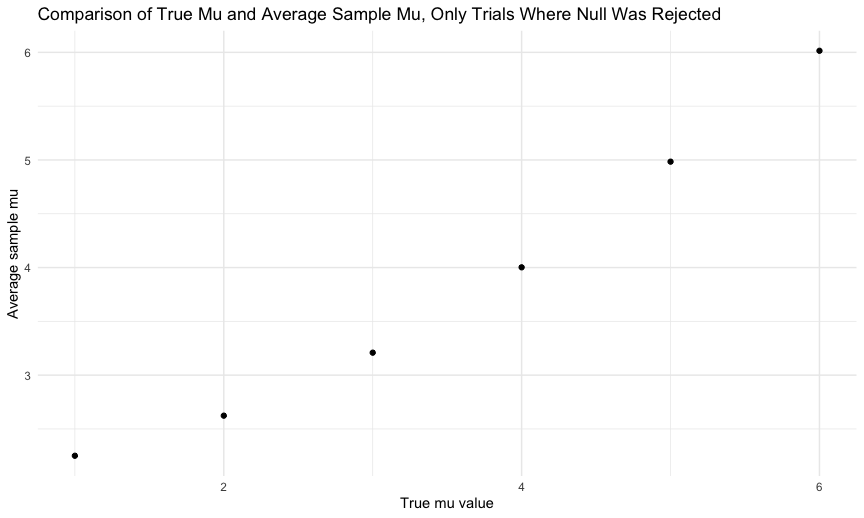 Comparison of True Mu and Average Sample Mu, Only Trials Where Null Was Rejected
6
5
4
3
Average sample mu
2 4 6
True mu value